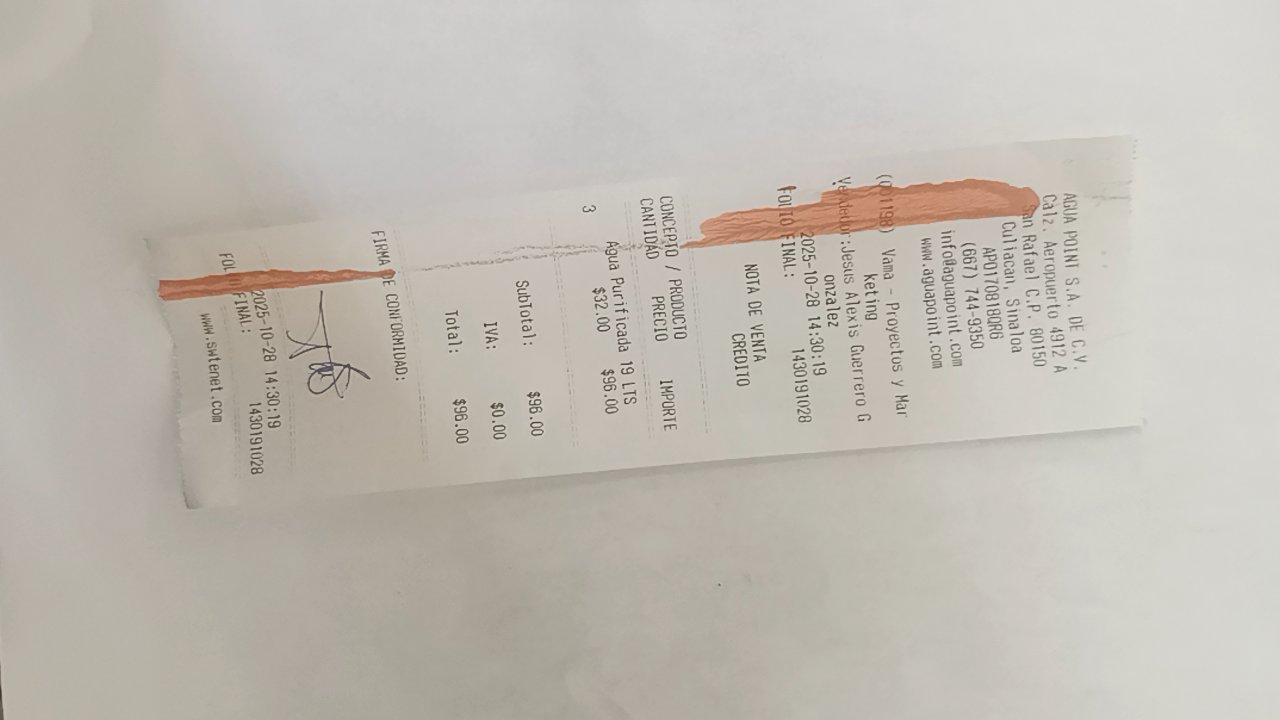 AGUA POINT S.A. DE C.V.
Calz. Aeropuerto 4912 A
San Rafael C.P. 80150
Culiacan, Sinaloa
APO170818QR6
(667) 744-9350
info@aguapoint.com
www.aguapoint.com
(001198) Vama - Proyectos y Mar
keting
Vendedor:Jesus Alexis Guerrero G
onzalez
2025-10-28 14:30:19
FOLIO FINAL: 1430191028
NOTA DE VENTA
CREDITO
CONCEPTO / PRODUCTO
CANTIDAD PRECIO IMPORTE
Agua Purificada 19 LTS
3 $32.00 $96.00
SubTotal: $96.00
IVA: $0.00
Total: $96.00
FIRMA DE CONFORMIDAD:
2025-10-28 14:30:19
FOLIO FINAL: 1430191028
www.swtenet.com